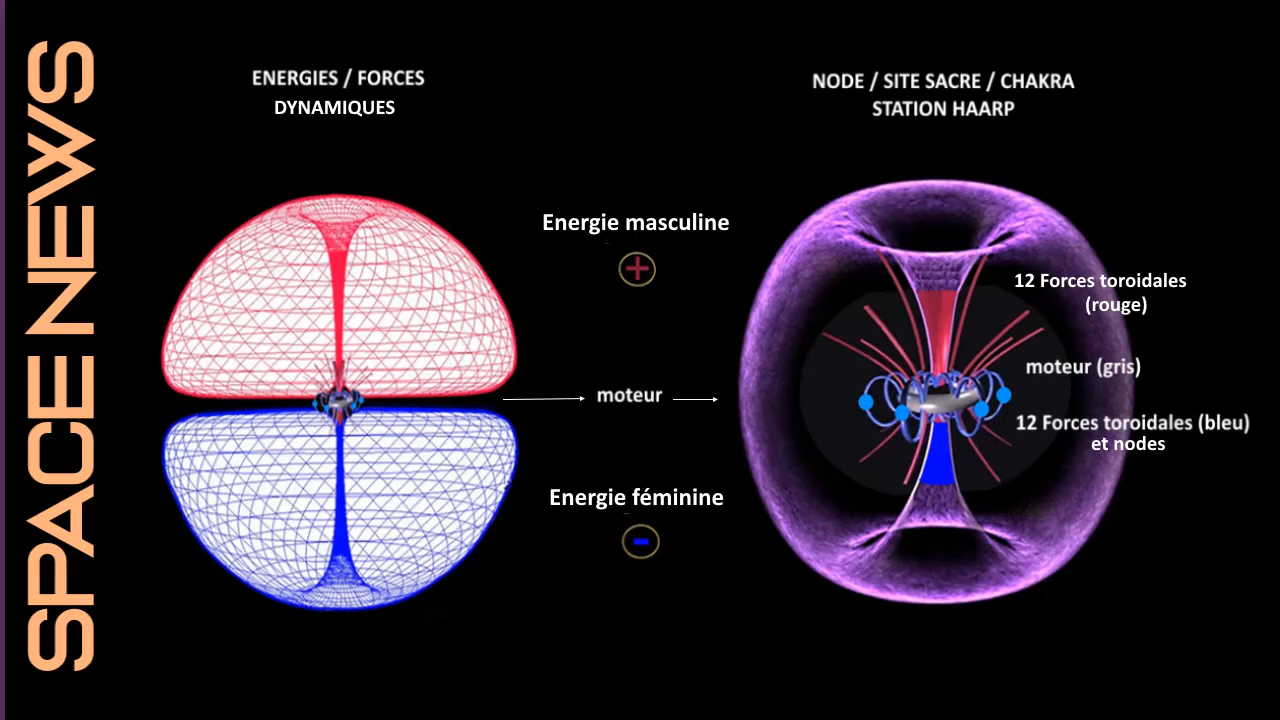 SPACE NEWS
ENERGIES / FORCES
DYNAMIQUES
NODE / SITE SACRE / CHAKRA
STATION HAARP
Energie masculine
+
12 Forces toroidales
(rouge)
moteur
moteur (gris)
12 Forces toroidales (bleu)
et nodes
Energie féminine
-